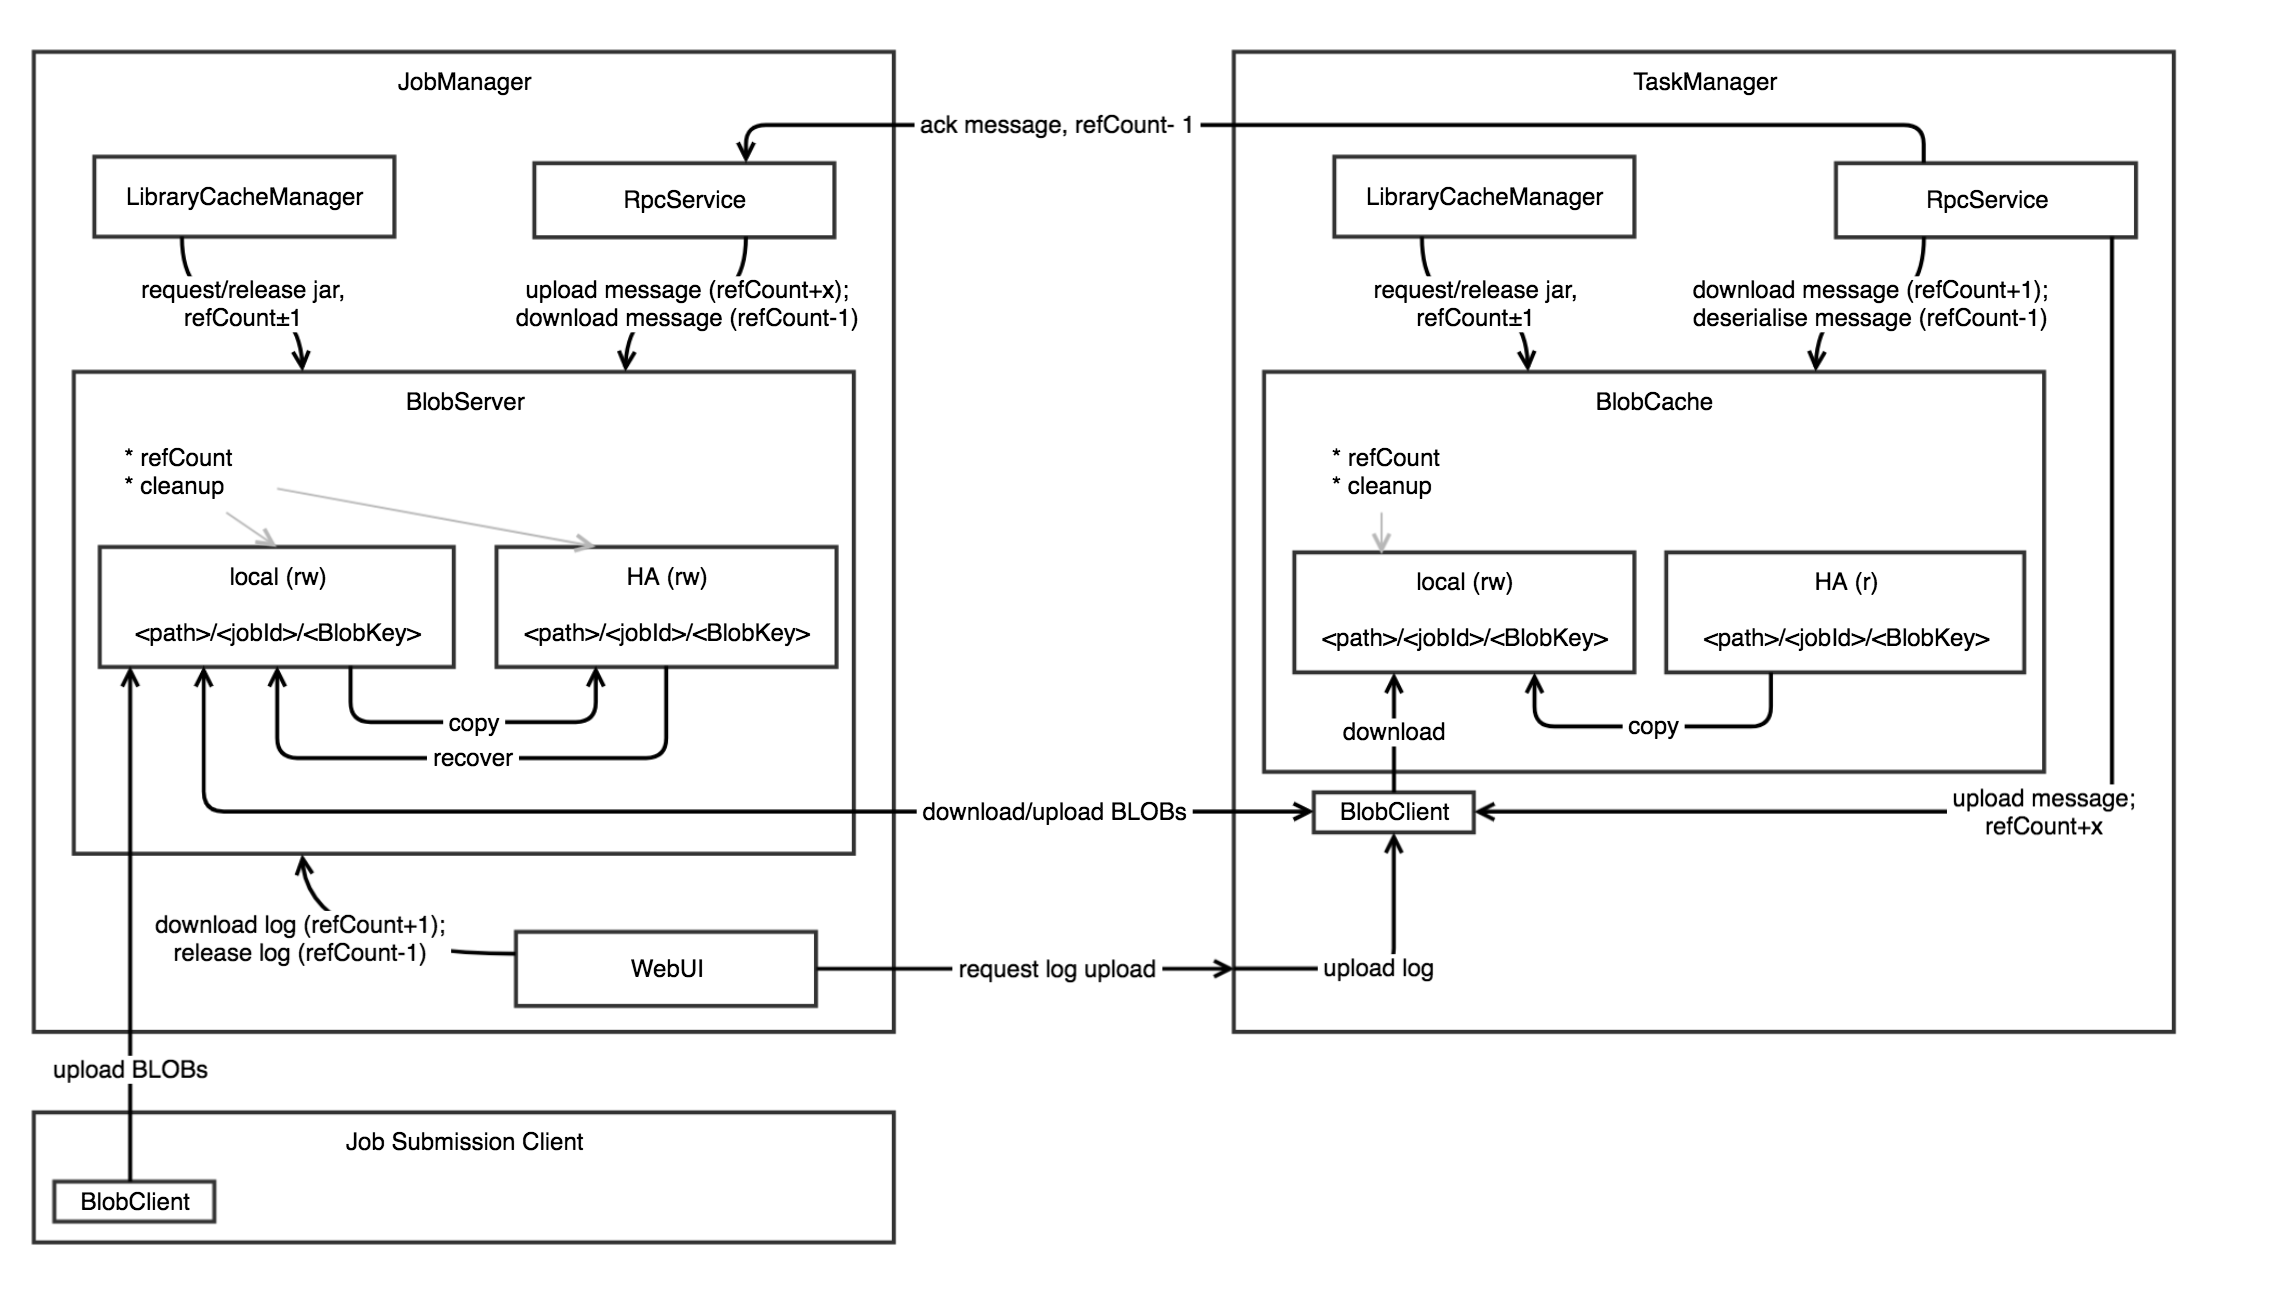 JobManager
TaskManager
ack message, refCount- 1
LibraryCacheManager
RpcService
LibraryCacheManager
RpcService
request/release jar,
refCount±1
upload message (refCount+x);
download message (refCount-1)
request/release jar,
refCount±1
download message (refCount+1);
deserialise message (refCount-1)
BlobServer
* refCount
* cleanup
local (rw)
<path>/<jobId>/<BlobKey>
HA (rw)
<path>/<jobId>/<BlobKey>
copy
recover
BlobCache
* refCount
* cleanup
local (rw)
<path>/<jobId>/<BlobKey>
HA (r)
<path>/<jobId>/<BlobKey>
download
copy
download/upload BLOBs
BlobClient
upload message;
refCount+x
download log (refCount+1);
release log (refCount-1)
WebUI
request log upload
upload log
upload BLOBs
Job Submission Client
BlobClient